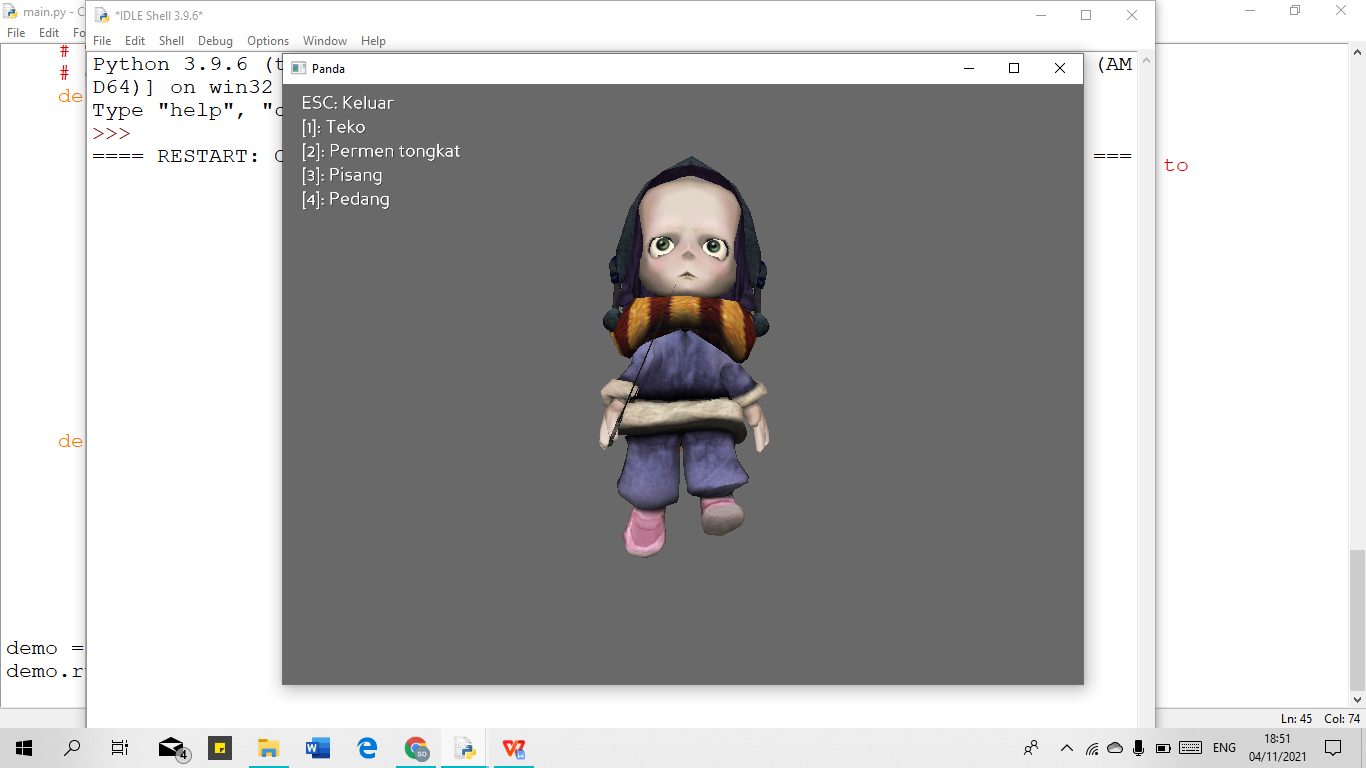 main.py - C
*IDLE Shell 3.9.6*
File Edit Fo
File Edit Shell Debug Options Window Help
#
#
de
Python 3.9.6 (t
(AM
D64)] on win32
Type "help", "c
>>>
==== RESTART: C
===
to
Panda
ESC: Keluar
[1]: Teko
[2]: Permen tongkat
[3]: Pisang
[4]: Pedang
de
demo =
demo.r
Ln: 45 Col: 74
4
ENG
18:51
04/11/2021